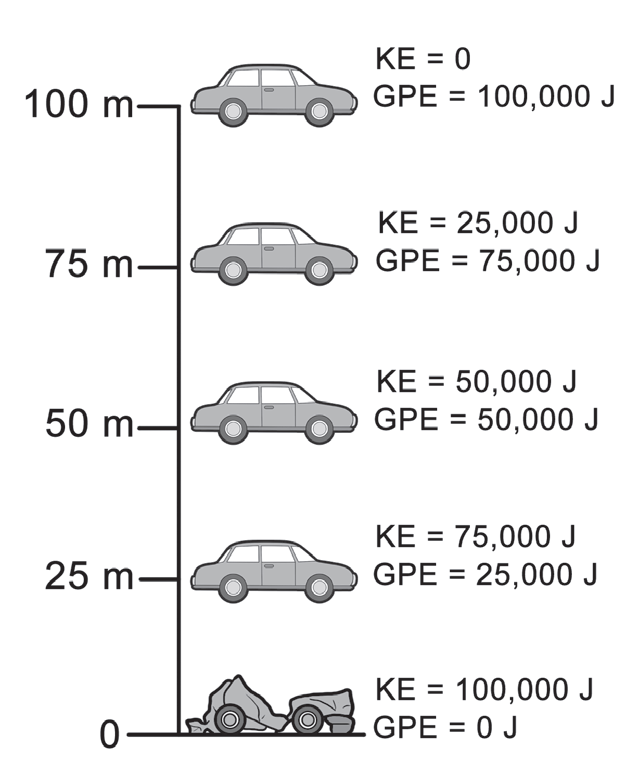 KE = 0
100 m
GPE = 100,000 J
KE = 25,000 J
75 m
GPE = 75,000 J
KE = 50,000 J
50 m
GPE = 50,000 J
KE = 75,000 J
25 m
GPE = 25,000 J
KE = 100,000 J
0
GPE = 0 J